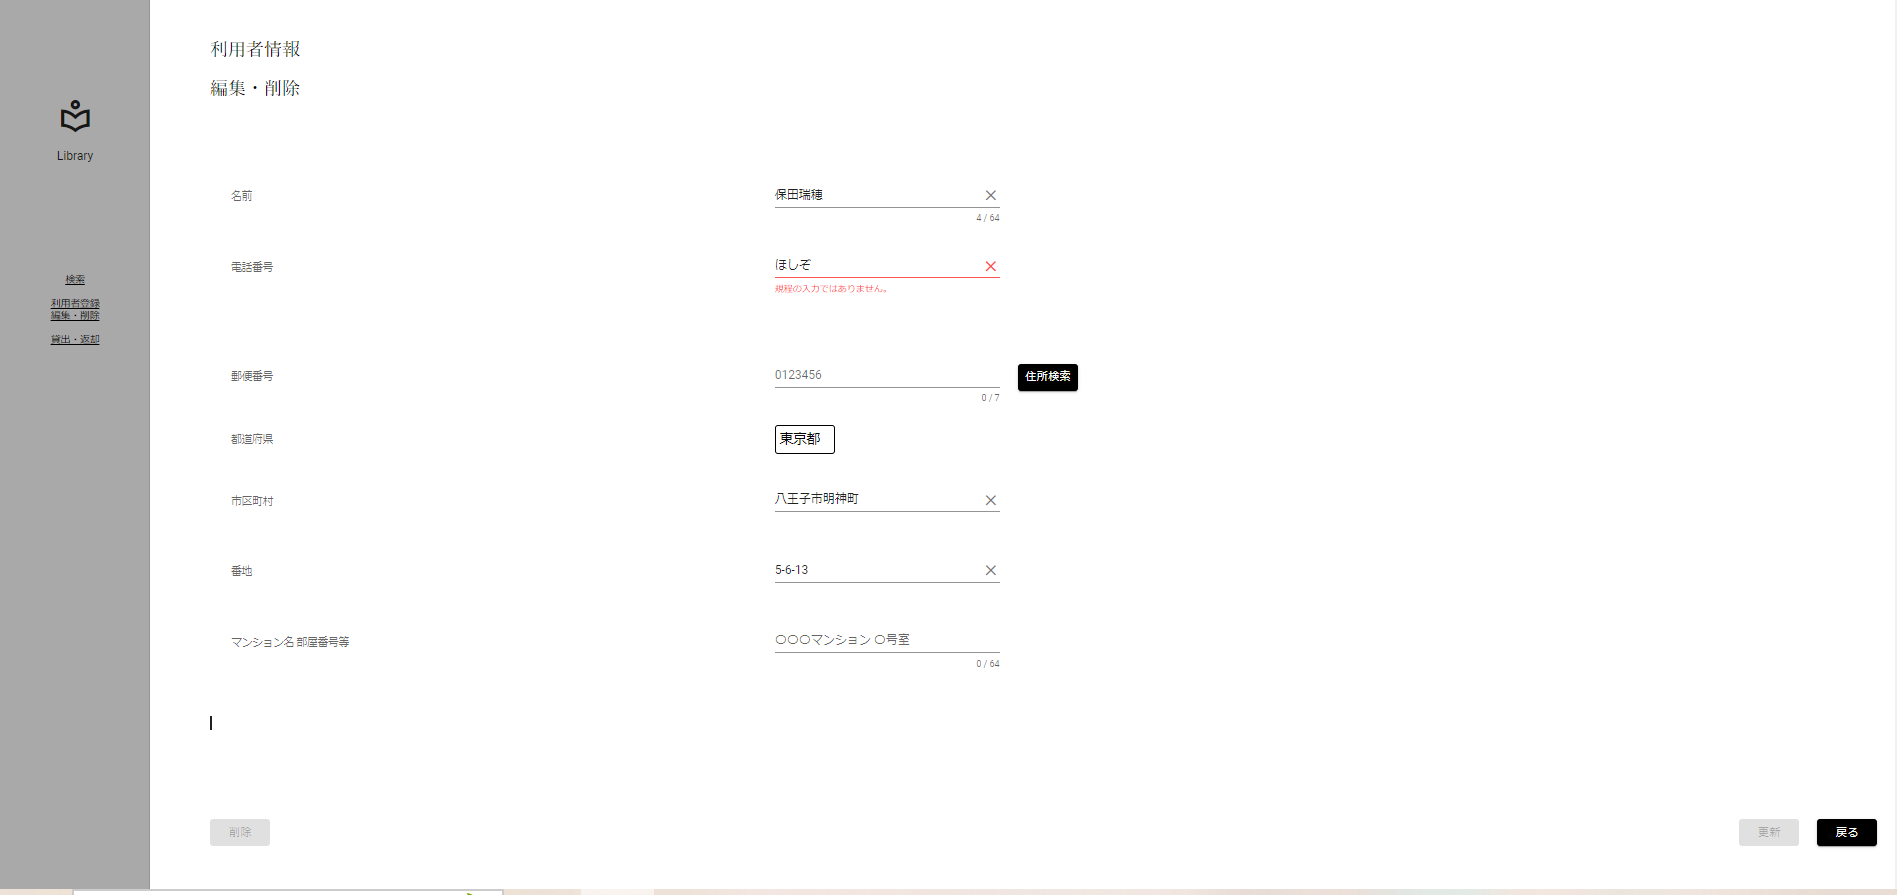 利用者情報
編集・削除
Library
検索
利用者登録
編集・削除
貸出・返却
名前
保田瑞穂
4 / 64
電話番号
ほしぞ
規程の入力ではありません。
郵便番号
0123456
住所検索
0 / 7
都道府県
東京都
市区町村
八王子市明神町
番地
5-6-13
マンション名 部屋番号等
〇〇〇マンション 〇号室
0 / 64
削除
更新
戻る